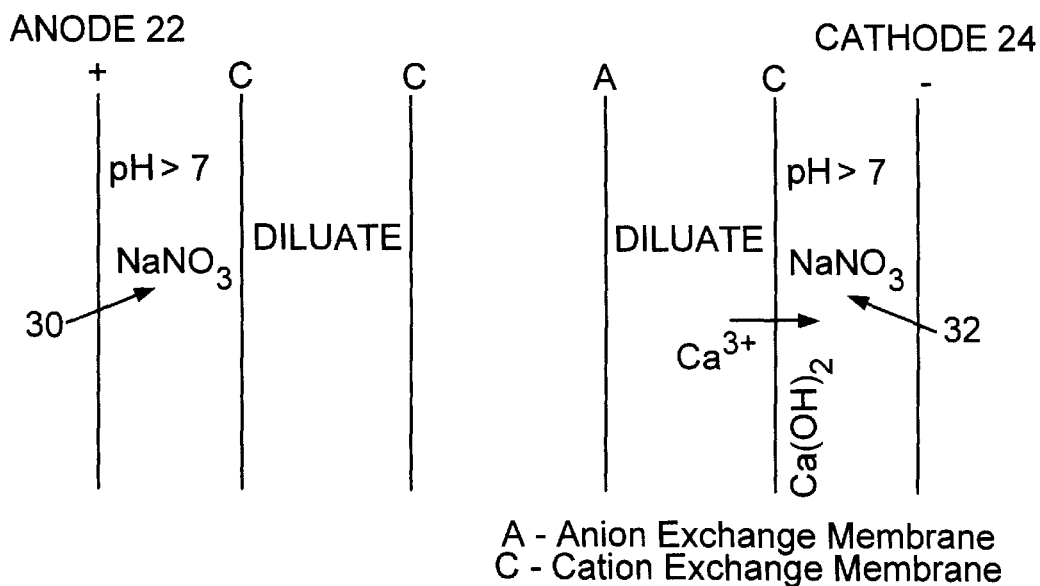 ANODE 22
CATHODE 24
+ C C A C -
pH > 7
pH > 7
DILUATE
DILUATE
NaNO3
NaNO3
30
32
Ca3+
Ca(OH)2
A - Anion Exchange Membrane
C - Cation Exchange Membrane